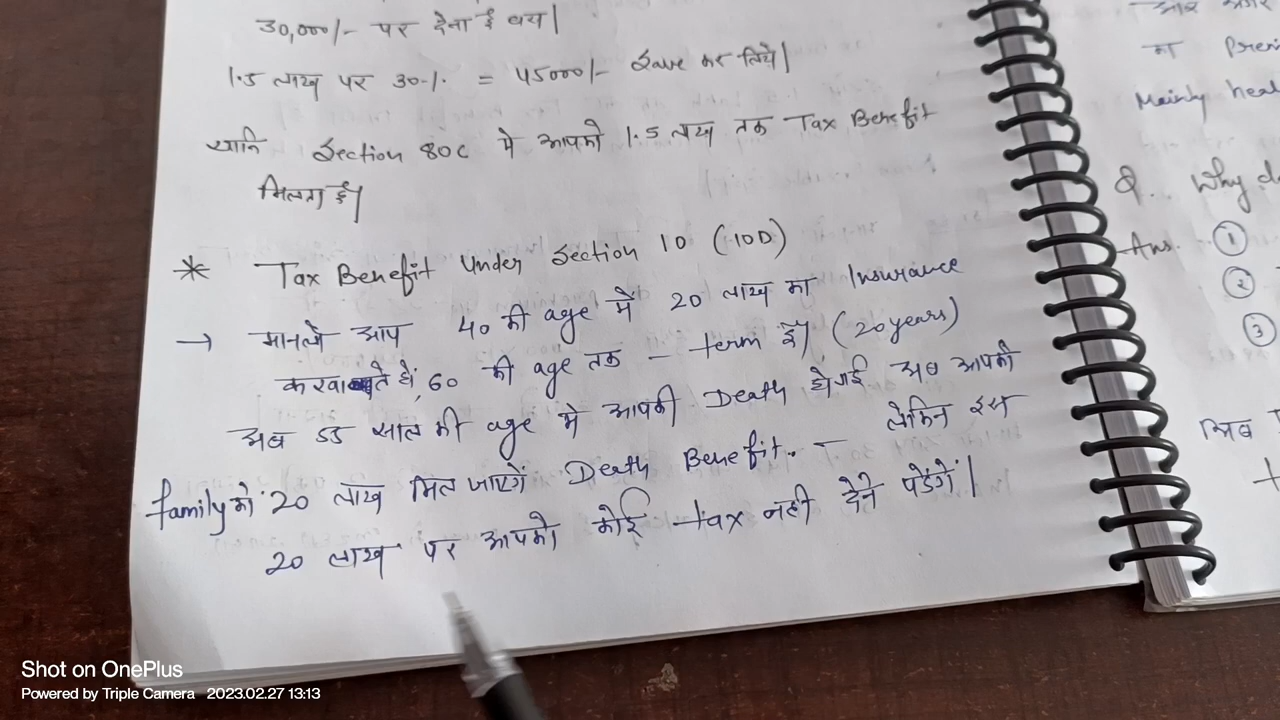 30,000/- पर देना है बस।
1.5 लाख पर 30% = 45000/- Save कर लिये।
यानि Section 80C मे आपको 1.5 लाख तक Tax Benefit
मिलता है।
* Tax Benefit Under Section 10 (10D)
→ मानलो आप 40 की age में 20 लाख का Insurance
करवाते हैं, 60 की age तक - term है। (20 years)
अब 55 साल की age मे आपकी Death होगई अब आपकी
family को 20 लाख मिल जाएगें Death Benefit. - लेकिन इस
20 लाख पर आपको कोई tax नही देने पड़ेगें।
का
Mainly
Q. Why
Ans. ①
②
③
अब
Shot on OnePlus
Powered by Triple Camera 2023.02.27 13:13